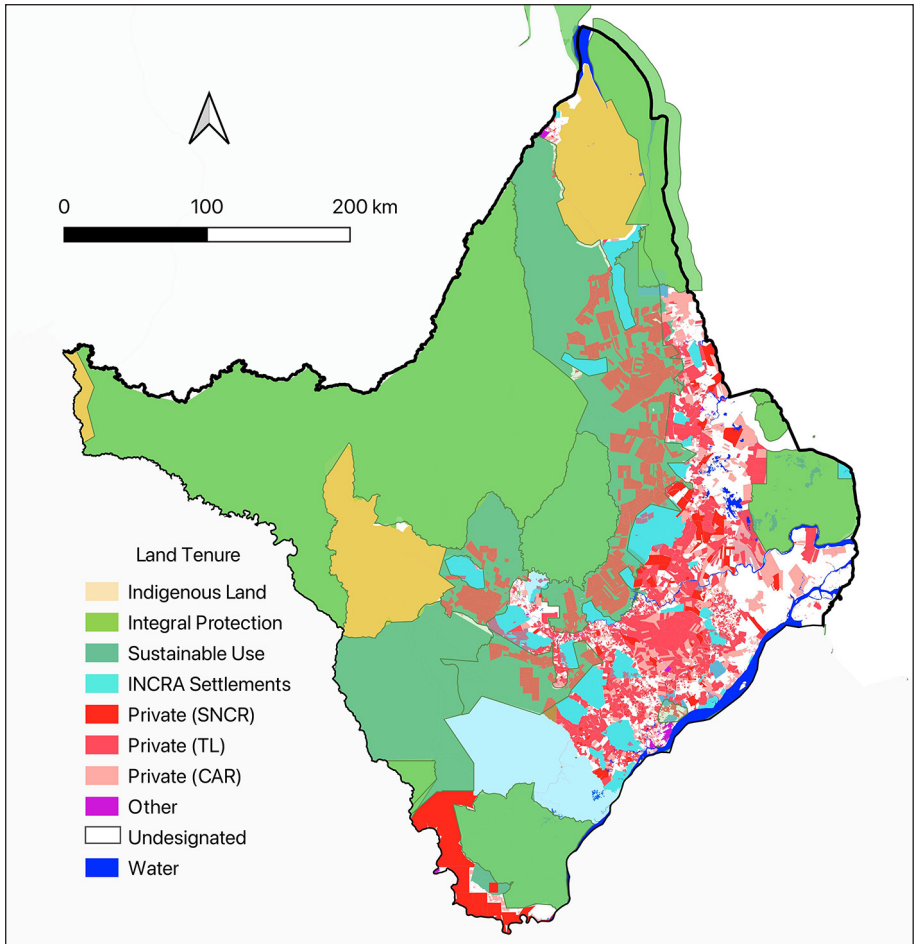 0 100 200 km
Land Tenure
Indigenous Land
Integral Protection
Sustainable Use
INCRA Settlements
Private (SNCR)
Private (TL)
Private (CAR)
Other
Undesignated
Water